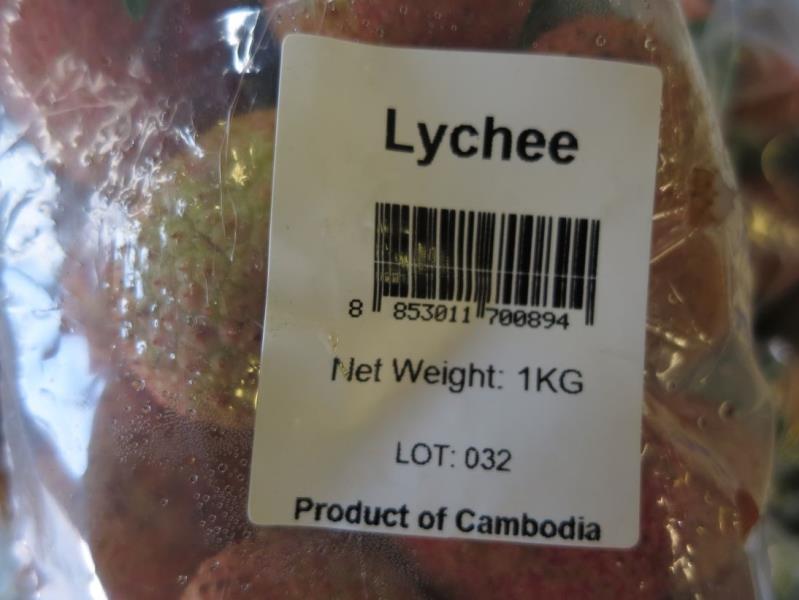 Lychee
8 853011 700894
Net Weight: 1KG
LOT: 032
Product of Cambodia